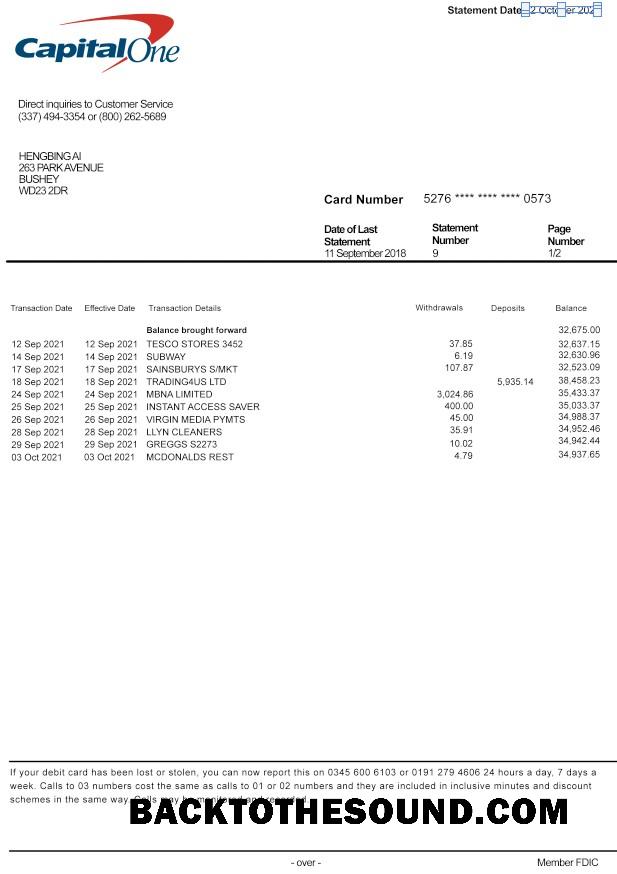 Statement Date 2 October 202
CapitalOne
Direct inquiries to Customer Service
(337) 494-3354 or (800) 262-5689
HENGBING AI
263 PARK AVENUE
BUSHEY
WD23 2DR
Card Number 5276 **** **** **** 0573
Date of Last Statement Page
Statement Number Number
11 September 2018 9 1/2
Transaction Date Effective Date Transaction Details Withdrawals Deposits Balance
Balance brought forward 32,675.00
12 Sep 2021 12 Sep 2021 TESCO STORES 3452 37.85 32,637.15
14 Sep 2021 14 Sep 2021 SUBWAY 6.19 32,630.96
17 Sep 2021 17 Sep 2021 SAINSBURYS S/MKT 107.87 32,523.09
18 Sep 2021 18 Sep 2021 TRADING4US LTD 5,935.14 38,458.23
24 Sep 2021 24 Sep 2021 MBNA LIMITED 3,024.86 35,433.37
25 Sep 2021 25 Sep 2021 INSTANT ACCESS SAVER 400.00 35,033.37
26 Sep 2021 26 Sep 2021 VIRGIN MEDIA PYMTS 45.00 34,988.37
28 Sep 2021 28 Sep 2021 LLYN CLEANERS 35.91 34,952.46
29 Sep 2021 29 Sep 2021 GREGGS S2273 10.02 34,942.44
03 Oct 2021 03 Oct 2021 MCDONALDS REST 4.79 34,937.65
If your debit card has been lost or stolen, you can now report this on 0345 600 6103 or 0191 279 4606 24 hours a day, 7 days a
week. Calls to 03 numbers cost the same as calls to 01 or 02 numbers and they are included in inclusive minutes and discount
schemes in the same way. Calls may be monitored and recorded.
BACKTOTHESOUND.COM
- over - Member FDIC